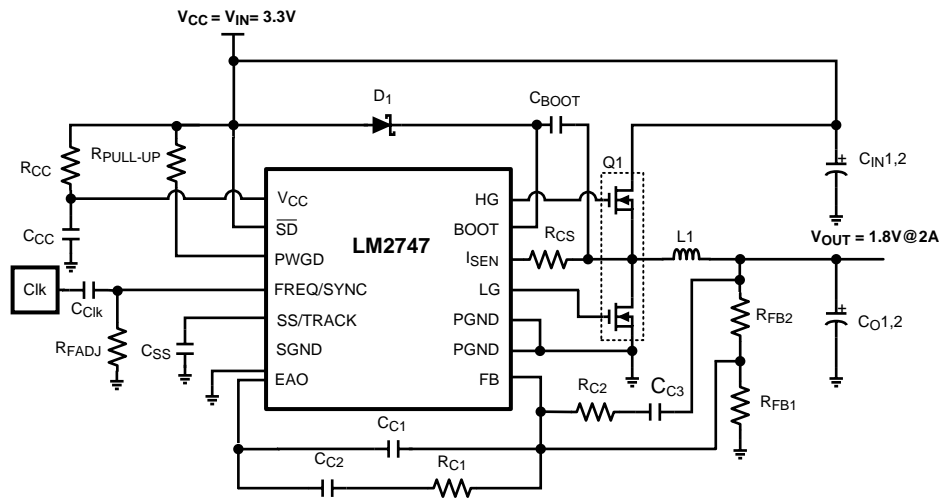 VCC = VIN= 3.3V
D1
CBOOT
RCC
RPULL-UP
Q1
CIN1,2
VCC
HG
SD
BOOT
LM2747
RCS
L1
VOUT = 1.8V@2A
CCC
PWGD
ISEN
Clk
CClk
FREQ/SYNC
LG
RFADJ
CSS
SS/TRACK
PGND
RFB2
CO1,2
SGND
PGND
EAO
FB
RC2
CC3
RFB1
CC1
CC2
RC1